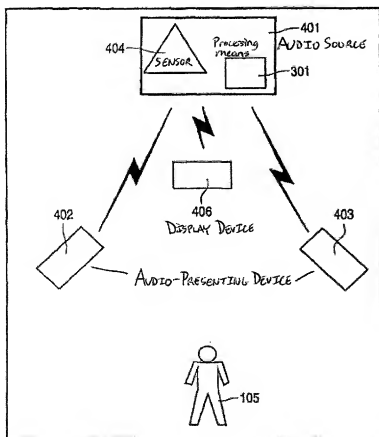 404
SENSOR
Processing means
301
401
AUDIO SOURCE
406
DISPLAY DEVICE
402
403
AUDIO-PRESENTING DEVICE
105